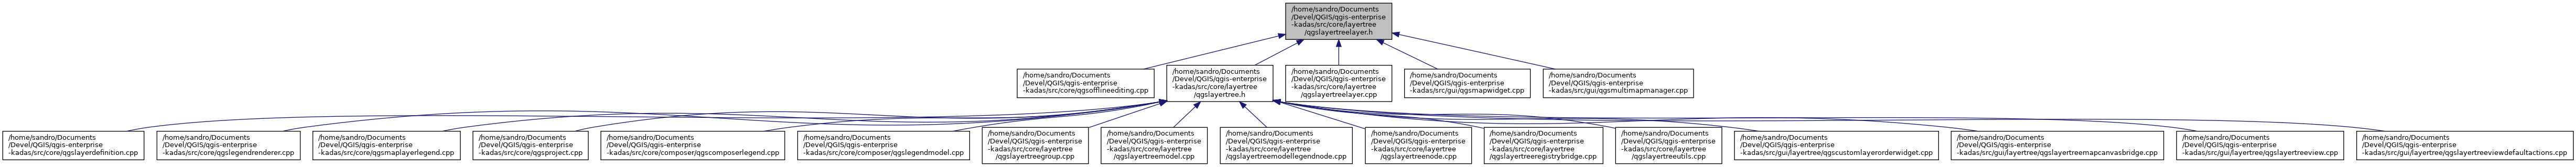 /home/sandro/Documents
/Devel/QGIS/qgis-enterprise
-kadas/src/core/layertree
/qgslayertreelayer.h
/home/sandro/Documents
/Devel/QGIS/qgis-enterprise
-kadas/src/core/qgsofflineediting.cpp
/home/sandro/Documents
/Devel/QGIS/qgis-enterprise
-kadas/src/core/layertree
/qgslayertree.h
/home/sandro/Documents
/Devel/QGIS/qgis-enterprise
-kadas/src/core/layertree
/qgslayertreelayer.cpp
/home/sandro/Documents
/Devel/QGIS/qgis-enterprise
-kadas/src/gui/qgsmapwidget.cpp
/home/sandro/Documents
/Devel/QGIS/qgis-enterprise
-kadas/src/gui/qgsmultimapmanager.cpp
/home/sandro/Documents
/Devel/QGIS/qgis-enterprise
-kadas/src/core/qgslayerdefinition.cpp
/home/sandro/Documents
/Devel/QGIS/qgis-enterprise
-kadas/src/core/qgslegendrenderer.cpp
/home/sandro/Documents
/Devel/QGIS/qgis-enterprise
-kadas/src/core/qgsmaplayerlegend.cpp
/home/sandro/Documents
/Devel/QGIS/qgis-enterprise
-kadas/src/core/qgsproject.cpp
/home/sandro/Documents
/Devel/QGIS/qgis-enterprise
-kadas/src/core/composer/qgscomposerlegend.cpp
/home/sandro/Documents
/Devel/QGIS/qgis-enterprise
-kadas/src/core/composer/qgslegendmodel.cpp
/home/sandro/Documents
/Devel/QGIS/qgis-enterprise
-kadas/src/core/layertree
/qgslayertreegroup.cpp
/home/sandro/Documents
/Devel/QGIS/qgis-enterprise
-kadas/src/core/layertree
/qgslayertreemodel.cpp
/home/sandro/Documents
/Devel/QGIS/qgis-enterprise
-kadas/src/core/layertree
/qgslayertreemodellegendnode.cpp
/home/sandro/Documents
/Devel/QGIS/qgis-enterprise
-kadas/src/core/layertree
/qgslayertreenode.cpp
/home/sandro/Documents
/Devel/QGIS/qgis-enterprise
-kadas/src/core/layertree
/qgslayertreeregistrybridge.cpp
/home/sandro/Documents
/Devel/QGIS/qgis-enterprise
-kadas/src/core/layertree
/qgslayertreeutils.cpp
/home/sandro/Documents
/Devel/QGIS/qgis-enterprise
-kadas/src/gui/layertree/qgscustomlayerorderwidget.cpp
/home/sandro/Documents
/Devel/QGIS/qgis-enterprise
-kadas/src/gui/layertree/qgslayertreemapcanvasbridge.cpp
/home/sandro/Documents
/Devel/QGIS/qgis-enterprise
-kadas/src/gui/layertree/qgslayertreeview.cpp
/home/sandro/Documents
/Devel/QGIS/qgis-enterprise
-kadas/src/gui/layertree/qgslayertreeviewdefaultactions.cpp